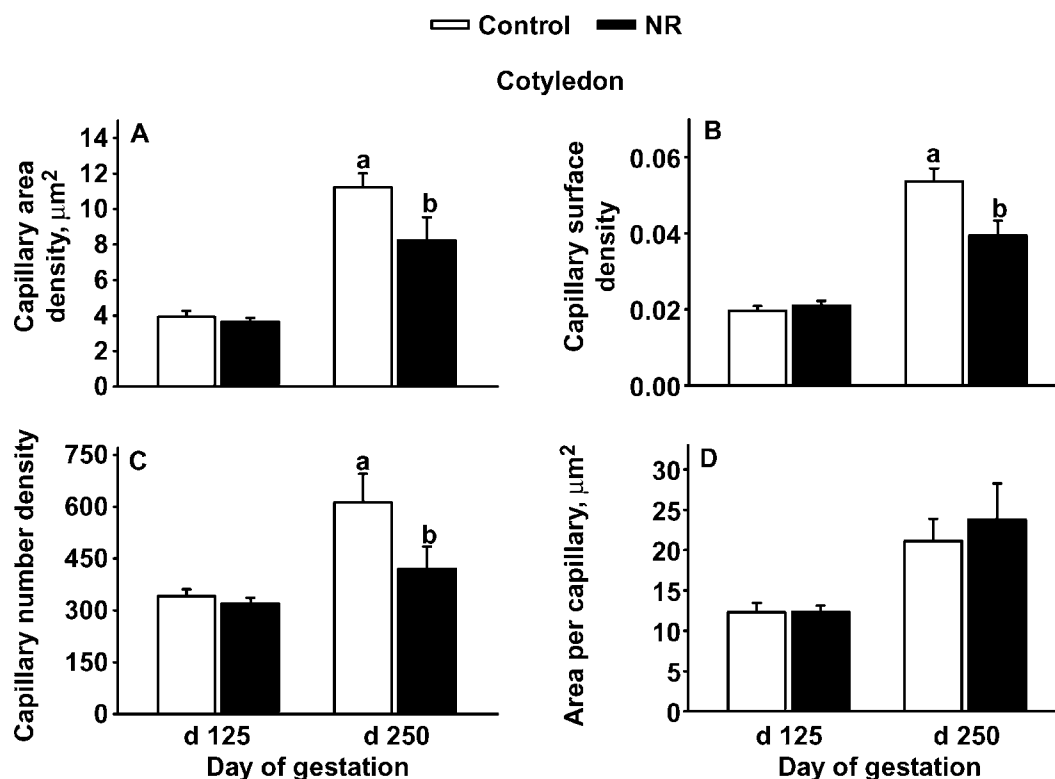 Control NR
Cotyledon
A
Capillary area
density, μm²
14
12
10
8
6
4
2
0
a
b
B
Capillary surface
density
0.06
0.04
0.02
0.00
a
b
C
Capillary number density
750
600
450
300
150
0
a
b
d 125 d 250
Day of gestation
D
Area per capillary, μm²
30
25
20
15
10
5
0
d 125 d 250
Day of gestation